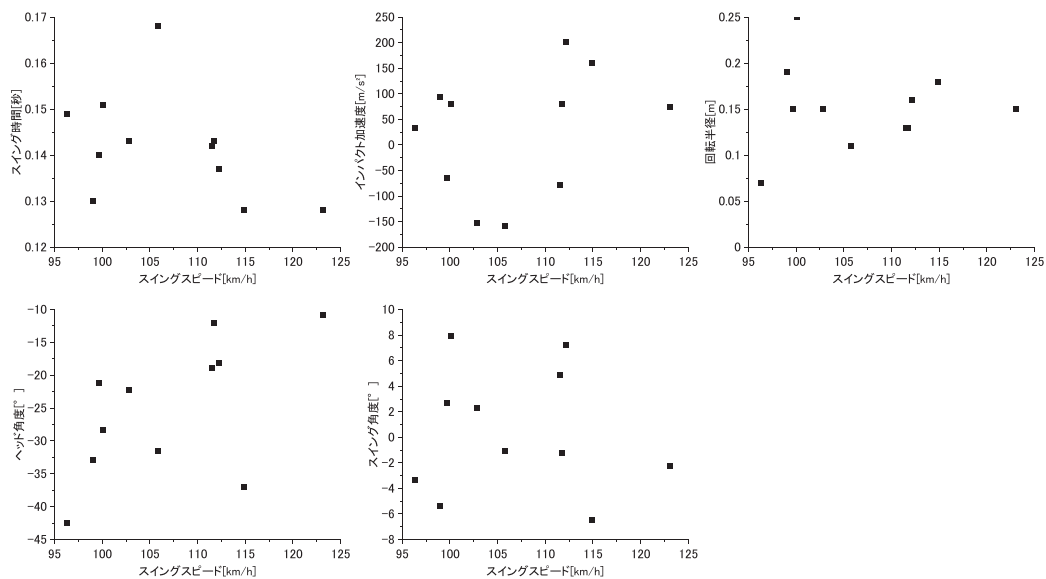 0.17
0.16
0.15
0.14
0.13
0.12
スイング時間[秒]
95 100 105 110 115 120 125
スイングスピード[km/h]
250
200
150
100
50
0
-50
-100
-150
-200
インパクト加速度[m/s²]
95 100 105 110 115 120 125
スイングスピード[km/h]
0.25
0.2
0.15
0.1
0.05
0
回転半径[m]
95 100 105 110 115 120 125
スイングスピード[km/h]
-10
-15
-20
-25
-30
-35
-40
-45
ヘッド角度[°]
95 100 105 110 115 120 125
スイングスピード[km/h]
10
8
6
4
2
0
-2
-4
-6
-8
スイング角度[°]
95 100 105 110 115 120 125
スイングスピード[km/h]